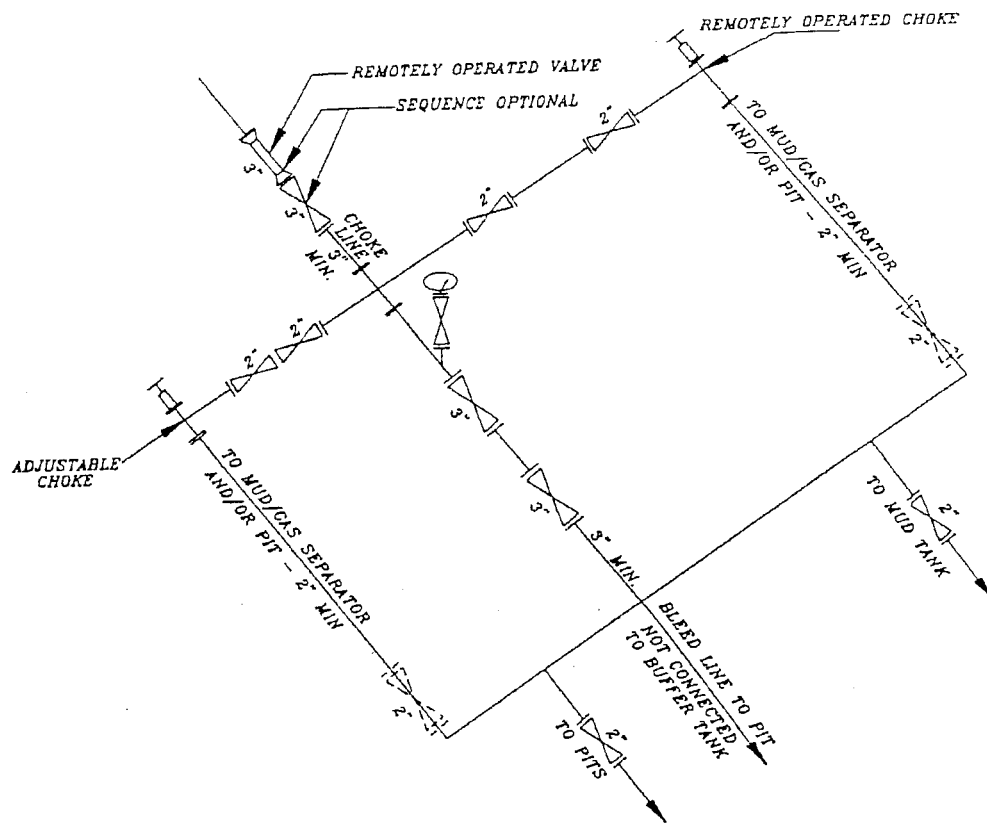 REMOTELY OPERATED CHOKE
REMOTELY OPERATED VALVE
SEQUENCE OPTIONAL
3"
3"
CHOKE
LINE
3"
MIN.
2"
2"
TO MUD/GAS SEPARATOR
AND/OR PIT - 2" MIN
2"
2"
2"
ADJUSTABLE
CHOKE
TO MUD/GAS SEPARATOR
AND/OR PIT - 2" MIN
2"
3"
3"
3" MIN.
BLEED LINE TO PIT
NOT CONNECTED
TO BUFFER TANK
2"
TO MUD TANK
2"
TO PITS